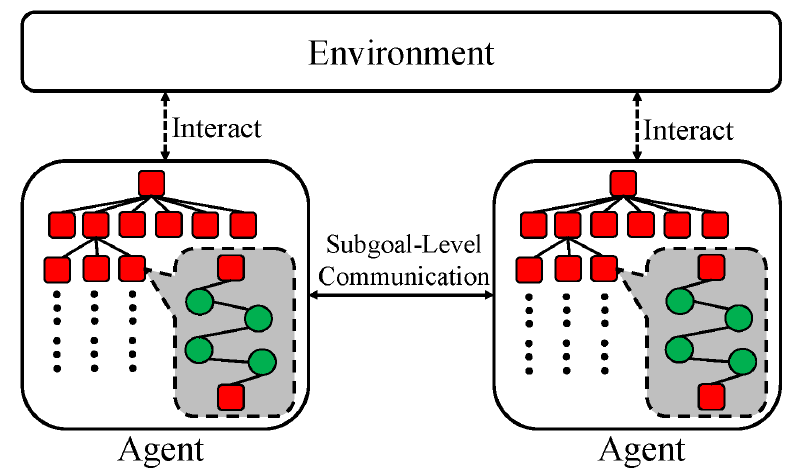 Environment
Interact
Interact
Subgoal-Level
Communication
Agent
Agent